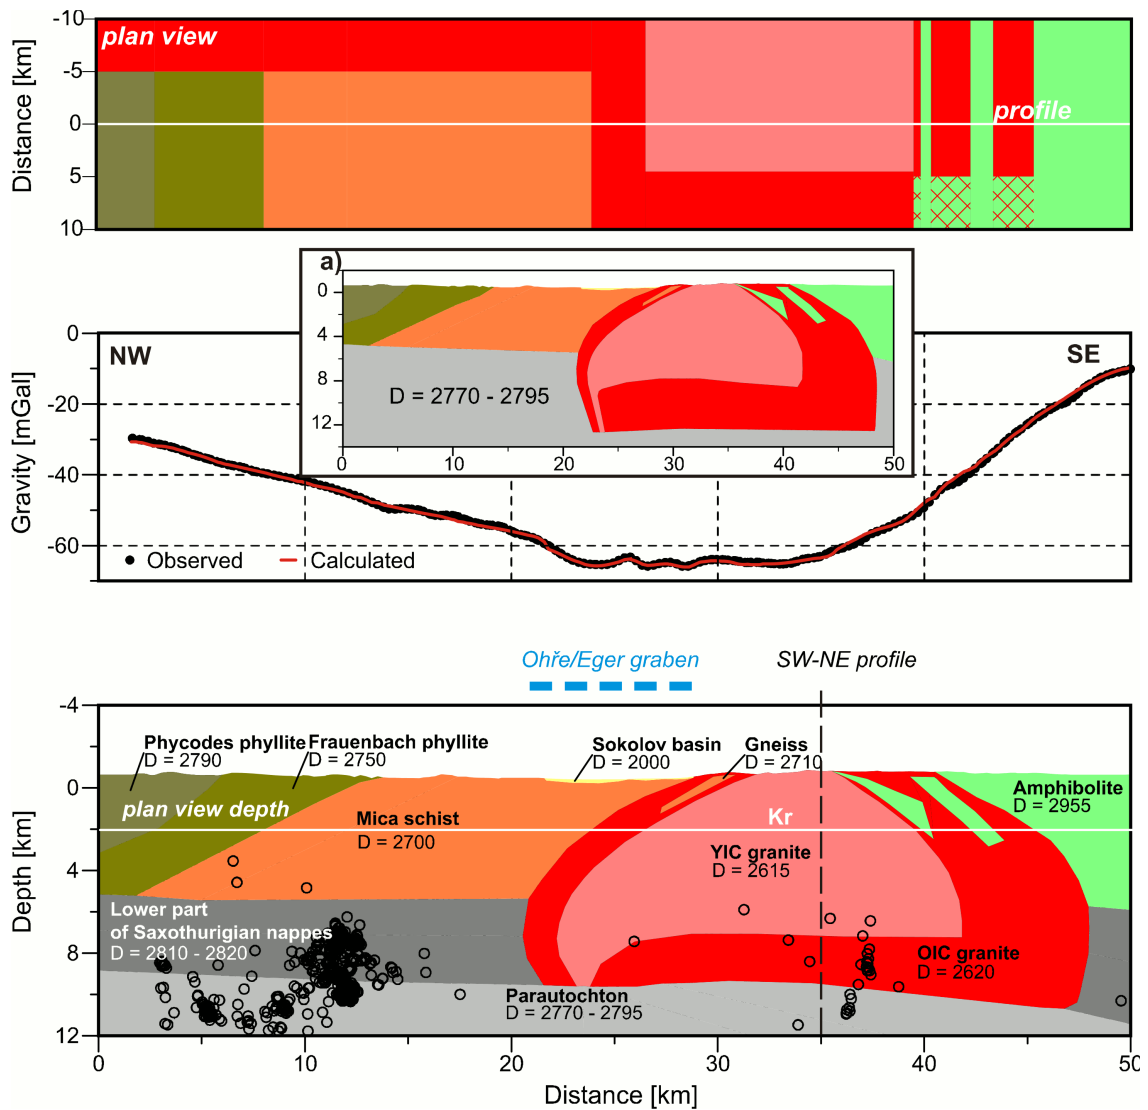 -10
plan view
-5
0
profile
5
10
Distance [km]
a)
0
4
8
12
D = 2770 - 2795
0
10
20
30
40
50
0
NW
SE
-20
-40
-60
Gravity [mGal]
Observed
Calculated
Ohře/Eger graben
SW-NE profile
-4
Phycodes phyllite
D = 2790
Frauenbach phyllite
D = 2750
Sokolov basin
D = 2000
Gneiss
D = 2710
0
Amphibolite
D = 2955
plan view depth
Mica schist
D = 2700
Kr
YIC granite
D = 2615
4
Lower part
of Saxothurigian nappes
D = 2810 - 2820
8
OIC granite
D = 2620
Parautochton
D = 2770 - 2795
12
Depth [km]
0
10
20
30
40
50
Distance [km]